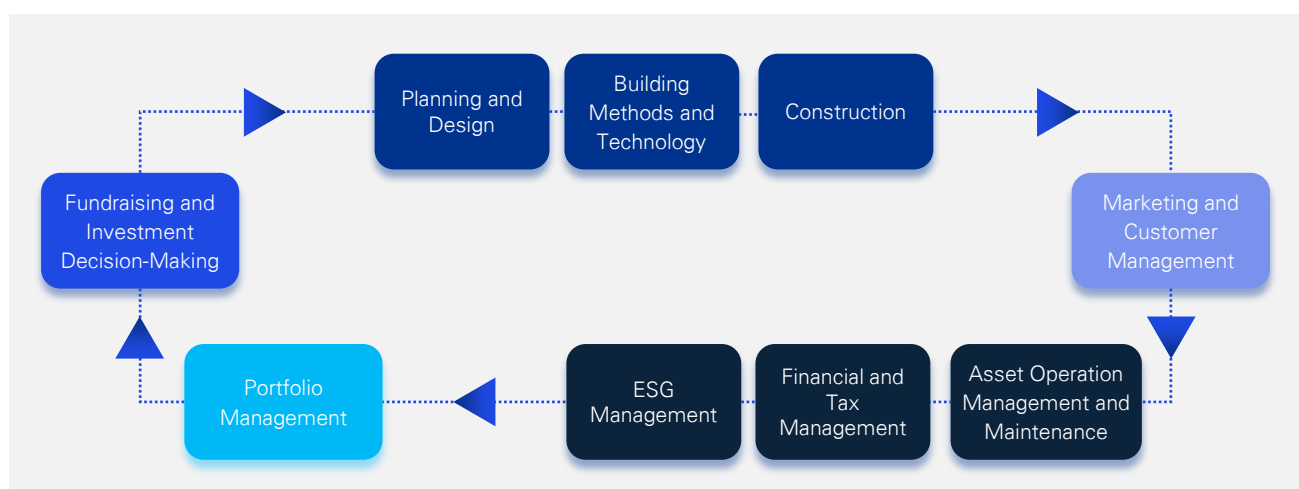 Planning and
Design
Building
Methods and
Technology
Construction
Fundraising and
Investment
Decision-Making
Marketing and
Customer
Management
Portfolio
Management
ESG
Management
Financial and
Tax
Management
Asset Operation
Management and
Maintenance